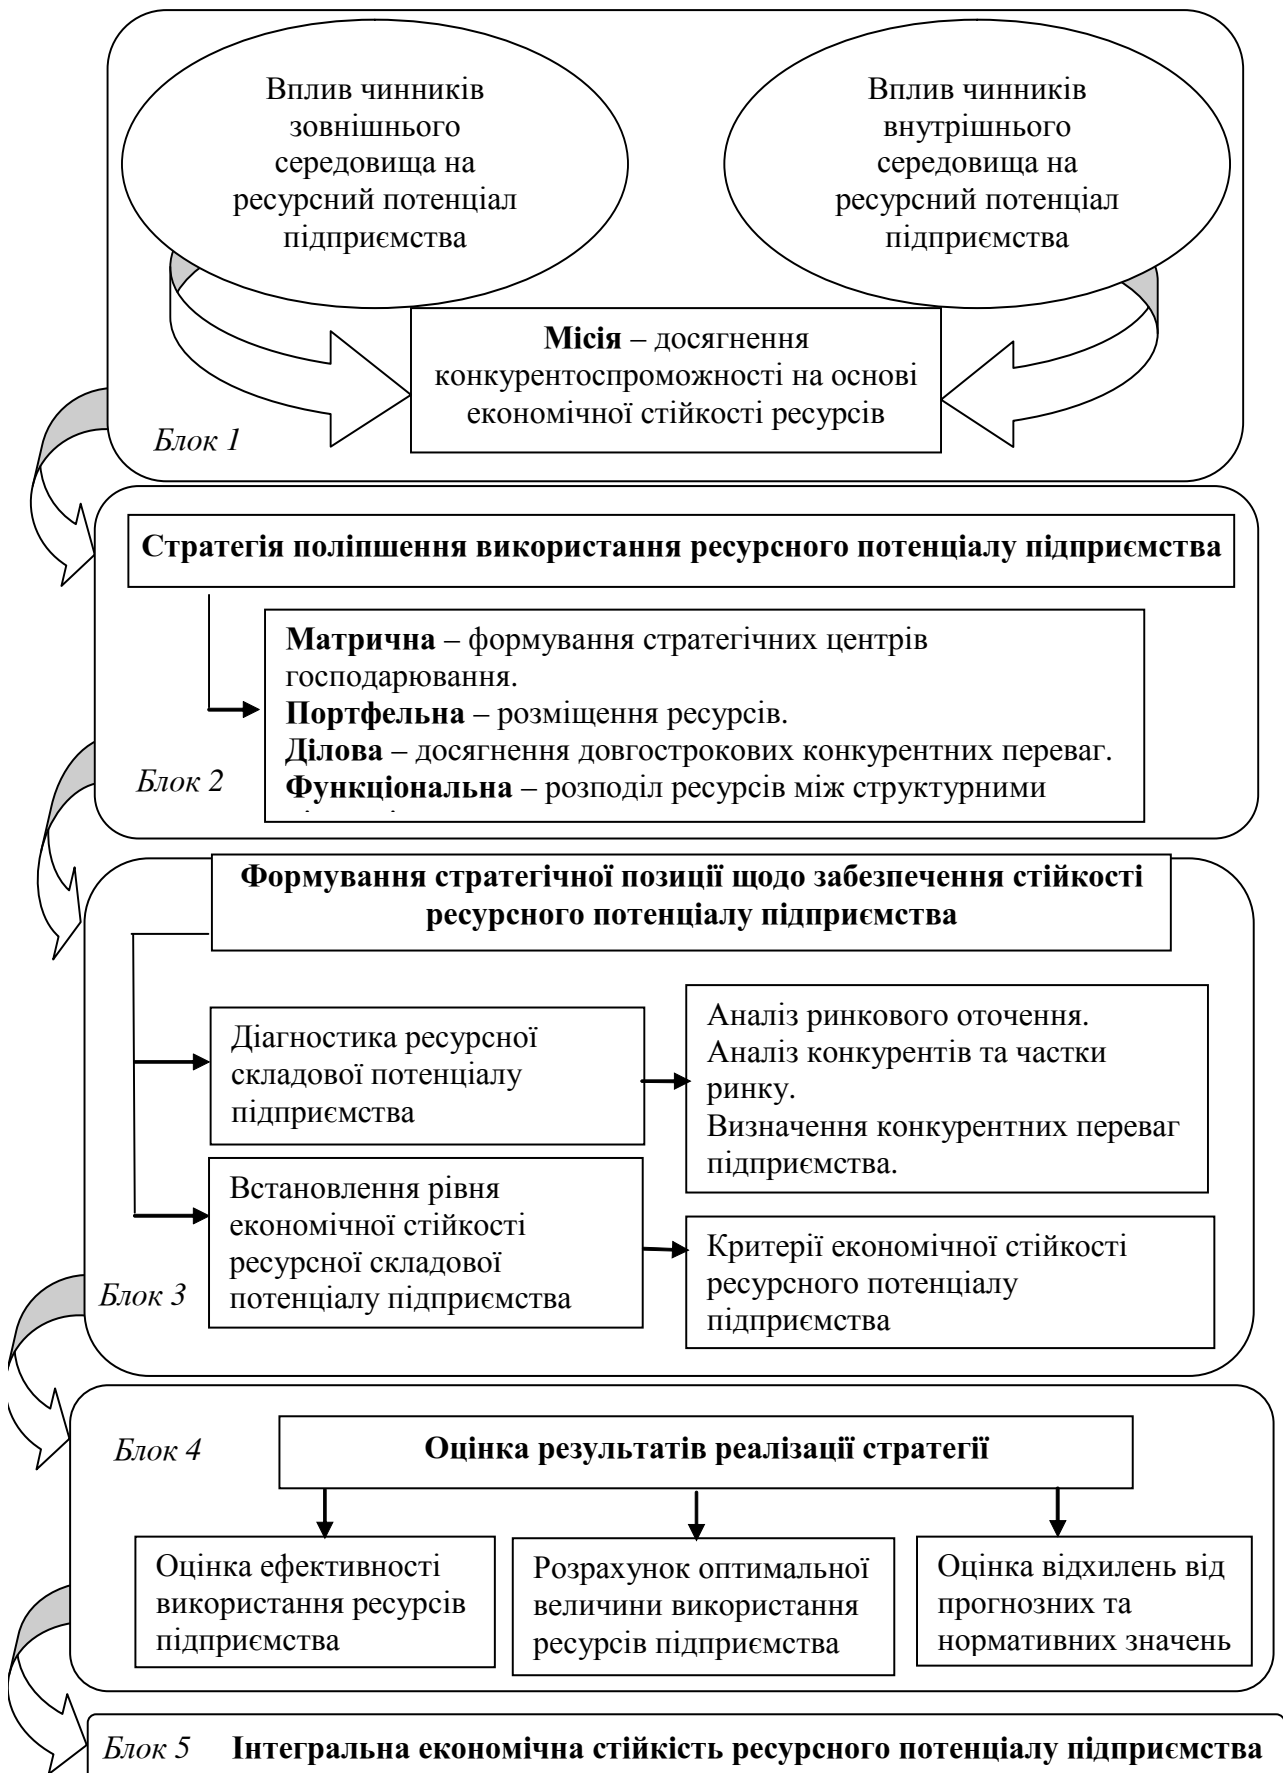 Вплив чинників
зовнішнього
середовища на
ресурсний потенціал
підприємства
Вплив чинників
внутрішнього
середовища на
ресурсний потенціал
підприємства
Місія – досягнення
конкурентоспроможності на основі
економічної стійкості ресурсів
Блок 1
Стратегія поліпшення використання ресурсного потенціалу підприємства
Матрична – формування стратегічних центрів
господарювання.
Портфельна – розміщення ресурсів.
Ділова – досягнення довгострокових конкурентних переваг.
Функціональна – розподіл ресурсів між структурними
Блок 2
Формування стратегічної позиції щодо забезпечення стійкості
ресурсного потенціалу підприємства
Діагностика ресурсної
складової потенціалу
підприємства
Аналіз ринкового оточення.
Аналіз конкурентів та частки
ринку.
Визначення конкурентних переваг
підприємства.
Встановлення рівня
економічної стійкості
ресурсної складової
потенціалу підприємства
Критерії економічної стійкості
ресурсного потенціалу
підприємства
Блок 3
Блок 4
Оцінка результатів реалізації стратегії
Оцінка ефективності
використання ресурсів
підприємства
Розрахунок оптимальної
величини використання
ресурсів підприємства
Оцінка відхилень від
прогнозних та
нормативних значень
Блок 5 Інтегральна економічна стійкість ресурсного потенціалу підприємства